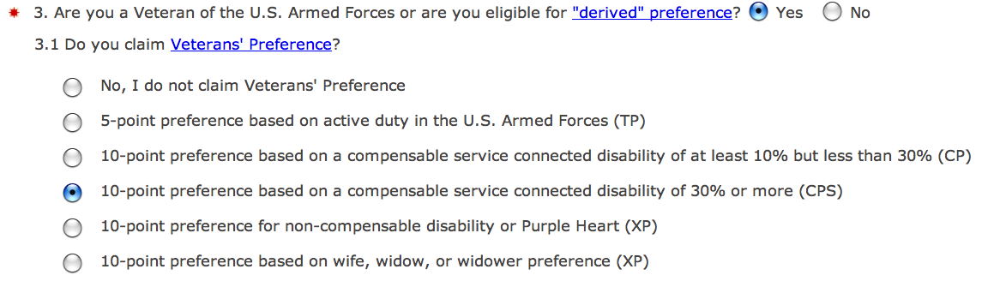 * 3. Are you a Veteran of the U.S. Armed Forces or are you eligible for "derived" preference? Yes No
3.1 Do you claim Veterans' Preference?
No, I do not claim Veterans' Preference
5-point preference based on active duty in the U.S. Armed Forces (TP)
10-point preference based on a compensable service connected disability of at least 10% but less than 30% (CP)
10-point preference based on a compensable service connected disability of 30% or more (CPS)
10-point preference for non-compensable disability or Purple Heart (XP)
10-point preference based on wife, widow, or widower preference (XP)